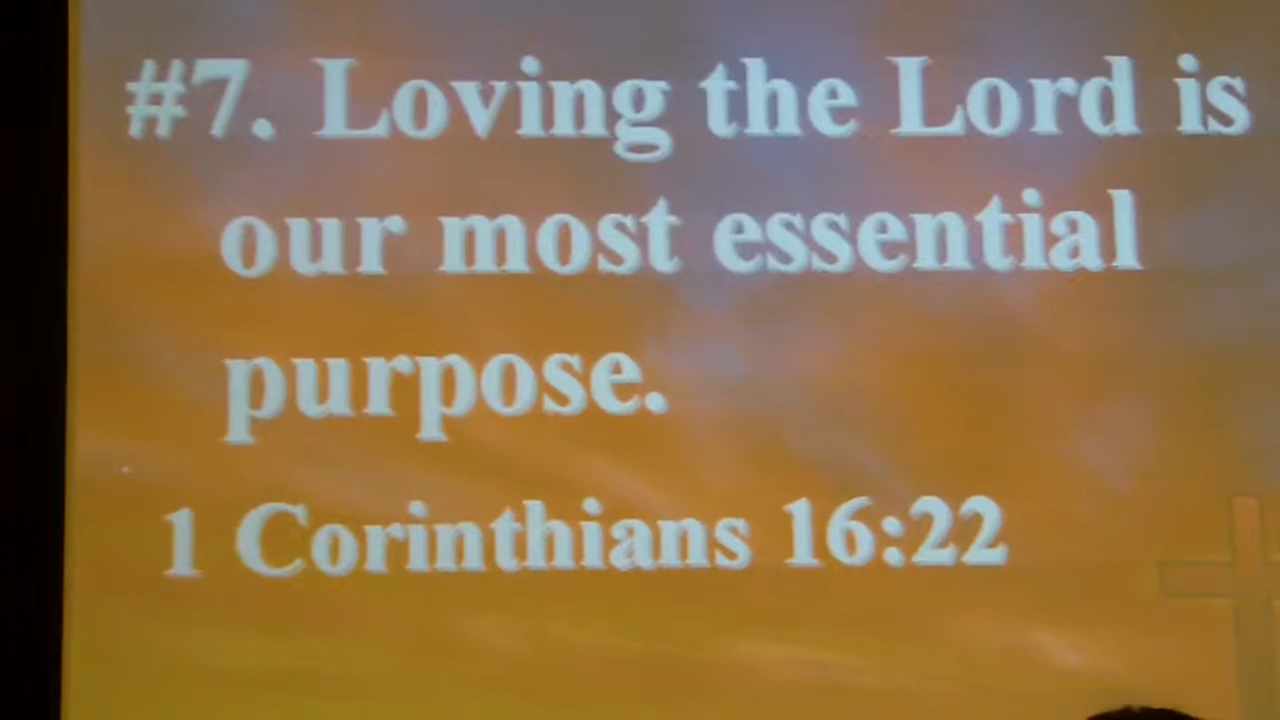 #7. Loving the Lord is
our most essential
purpose.
1 Corinthians 16:22